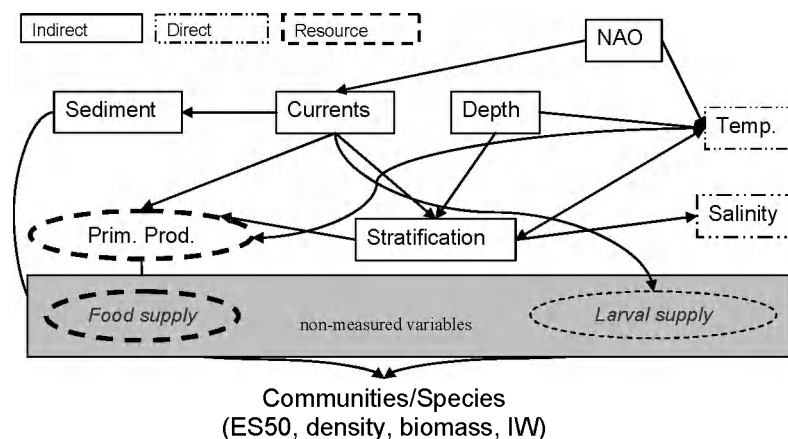 Indirect
Direct
Resource
NAO
Sediment
Currents
Depth
Temp.
Prim. Prod.
Stratification
Salinity
Food supply
non-measured variables
Larval supply
Communities/Species
(ES50, density, biomass, IW)